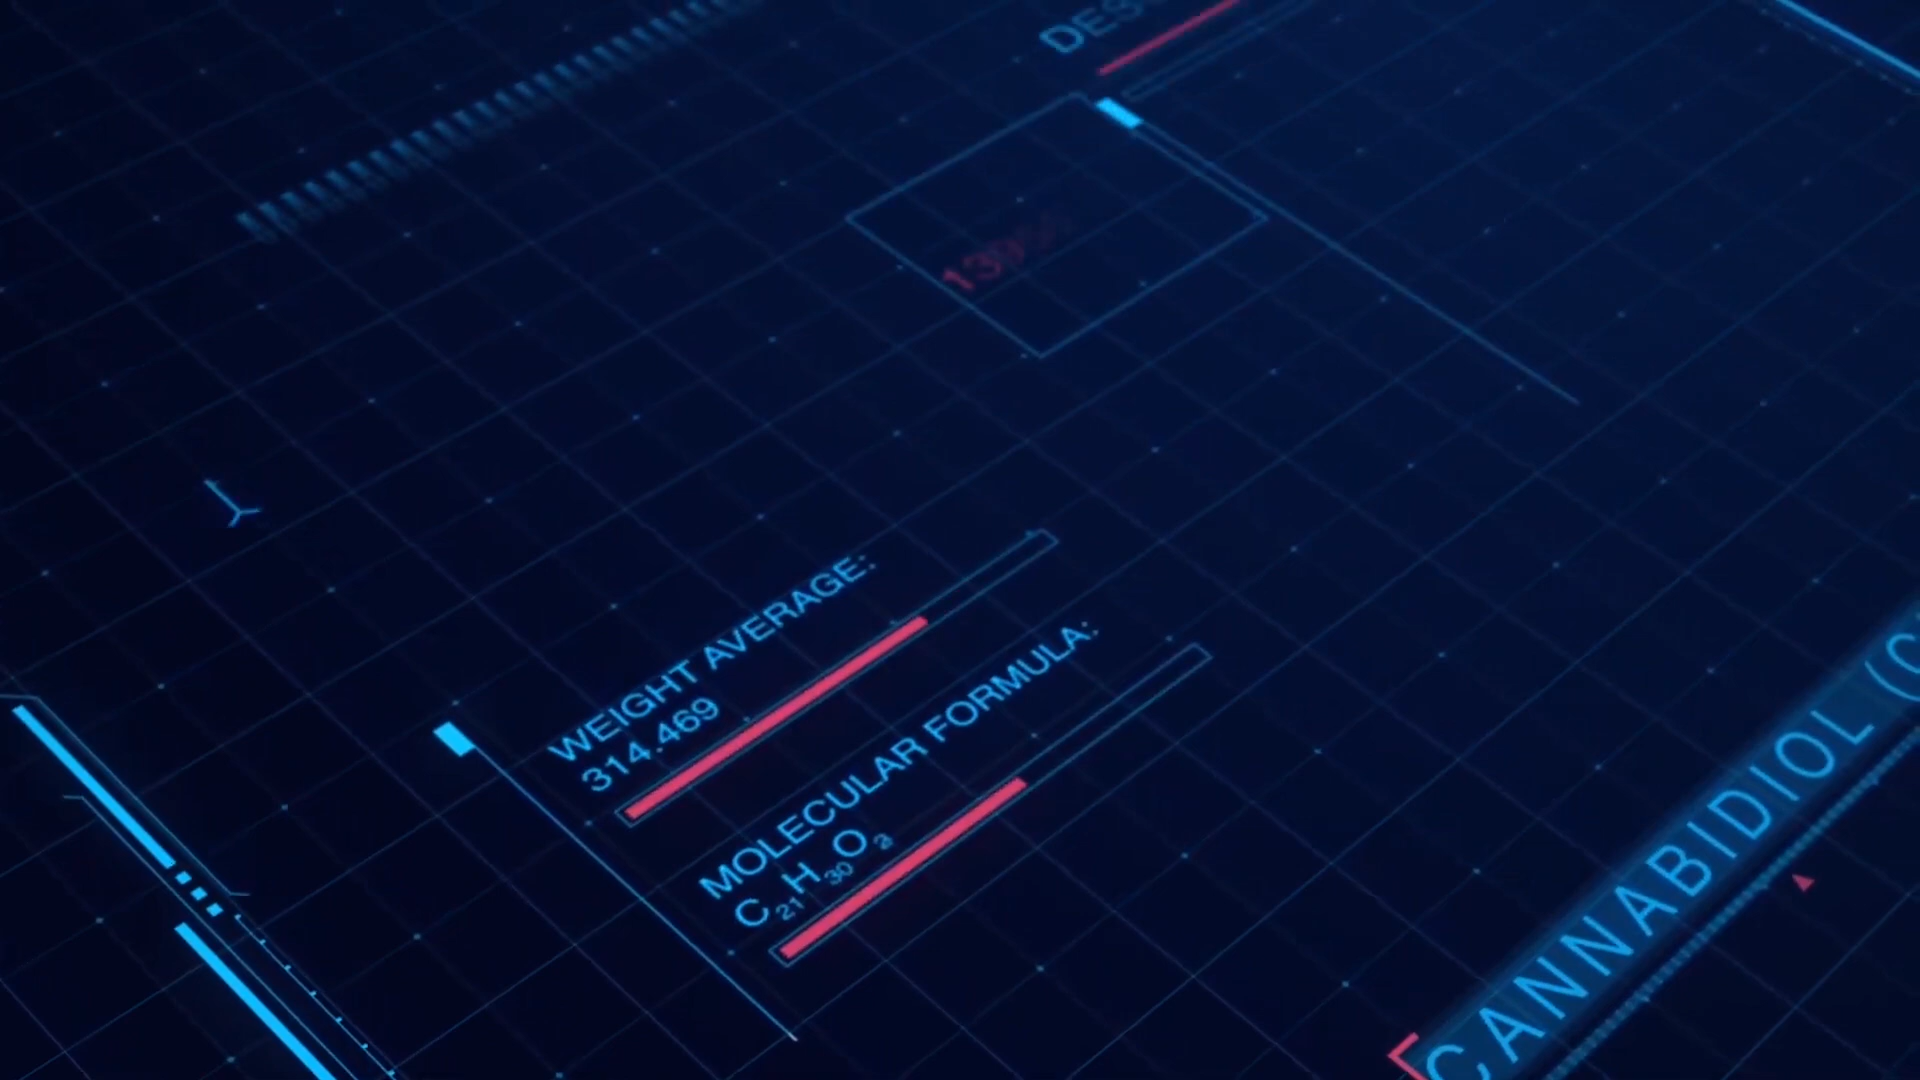 WEIGHT AVERAGE:
314.469
MOLECULAR FORMULA:
C₂₁H₃₀O₂
CANNABIDIOL (C